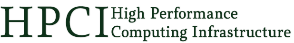 HPCI High Performance
Computing Infrastructure